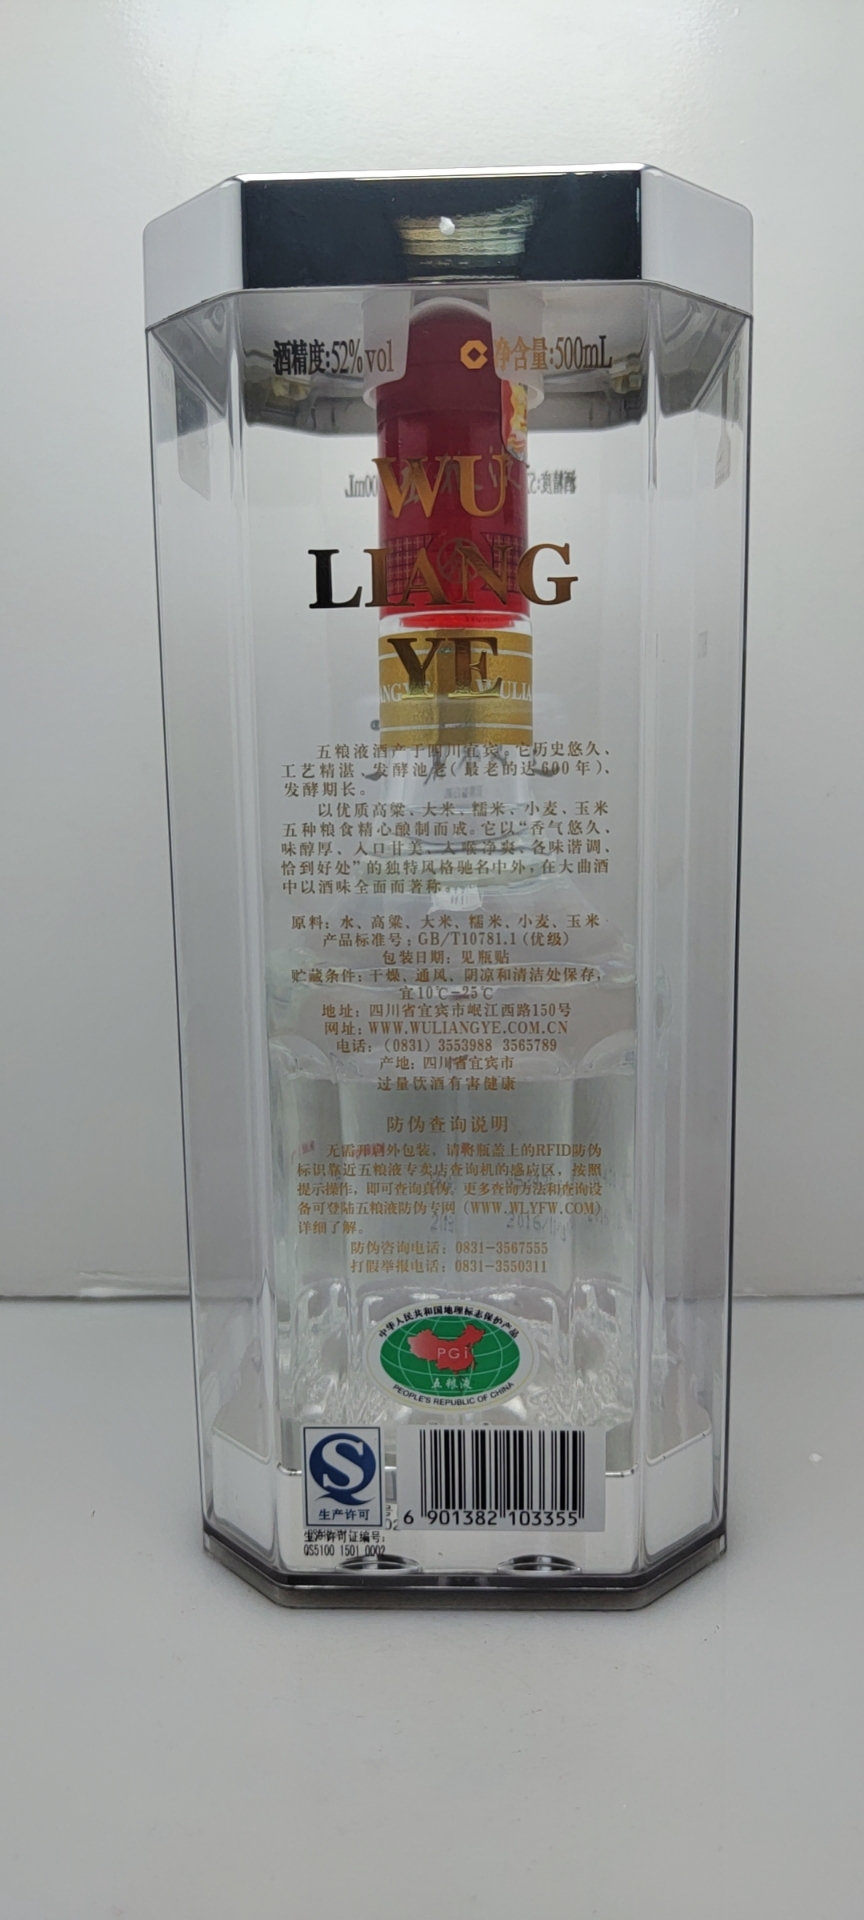 酒精度:52%vol 净含量:500mL
WU
LIANG
YE
五粮液酒产于四川宜宾。它历史悠久、
工艺精湛、发酵池老(最老的达600年)、
发酵期长。
以优质高粱、大米、糯米、小麦、玉米
五种粮食精心酿制而成。它以“香气悠久、
味醇厚、入口甘美、入喉净爽、各味谐调、
恰到好处”的独特风格驰名中外,在大曲酒
中以酒味全面而著称。
原料：水、高粱、大米、糯米、小麦、玉米
产品标准号：GB/T10781.1(优级)
包装日期：见瓶贴
贮藏条件：干燥、通风、阴凉和清洁处保存,
宜10℃-25℃
地址：四川省宜宾市岷江西路150号
网址：WWW.WULIANGYE.COM.CN
电话：(0831) 3553988 3565789
产地：四川省宜宾市
过量饮酒有害健康
防伪查询说明
无需开启外包装，请将瓶盖上的RFID防伪
标识靠近五粮液专卖店查询机的感应区，按照
提示操作，即可查询真伪。更多查询方法和查询设
备可登陆五粮液防伪专网(WWW.WLYFW.COM)
详细了解。
防伪咨询电话：0831-3567555
打假举报电话：0831-3550311
中华人民共和国地理标志保护产品
PGi
五粮液
PEOPLE'S REPUBLIC OF CHINA
生产许可
生产许可证编号:
QS5100 1501 0002
6 901382 103355